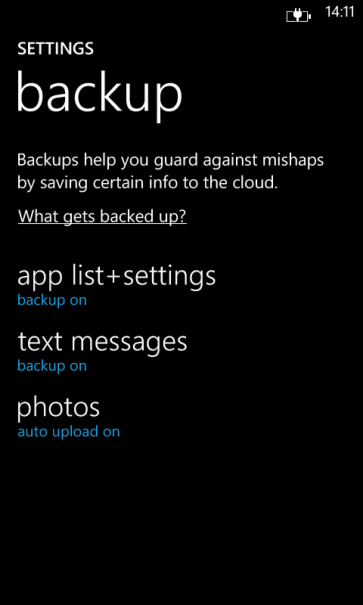 14:11
SETTINGS
backup
Backups help you guard against mishaps
by saving certain info to the cloud.
What gets backed up?
app list+settings
backup on
text messages
backup on
photos
auto upload on